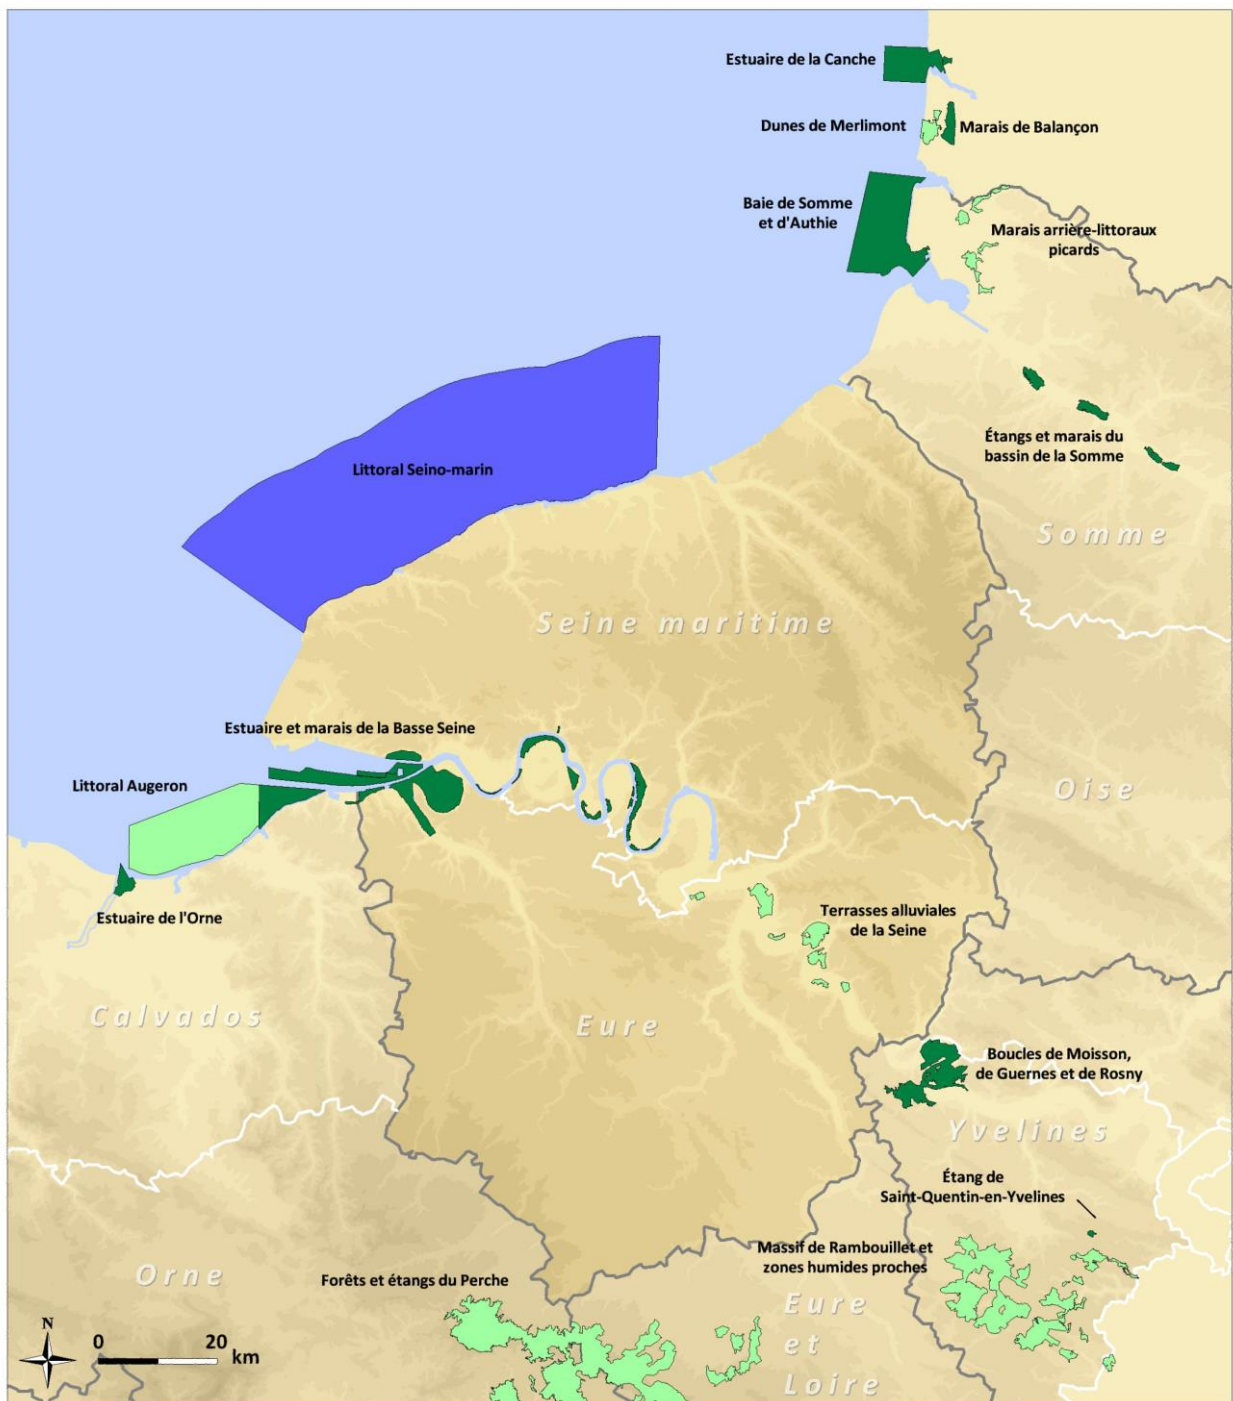 Estuaire de la Canche
Dunes de Merlimont
Marais de Balançon
Baie de Somme
et d'Authie
Marais arrière-littoraux
picards
Étangs et marais du
bassin de la Somme
Littoral Seino-marin
Somme
Seine maritime
Estuaire et marais de la Basse Seine
Littoral Augeron
Oise
Estuaire de l'Orne
Terrasses alluviales
de la Seine
Calvados
Eure
Boucles de Moisson,
de Guernes et de Rosny
Yvelines
Étang de
Saint-Quentin-en-Yvelines
Massif de Rambouillet et
zones humides proches
Orne
Forêts et étangs du Perche
Eure
et
Loire
N
0 20
km